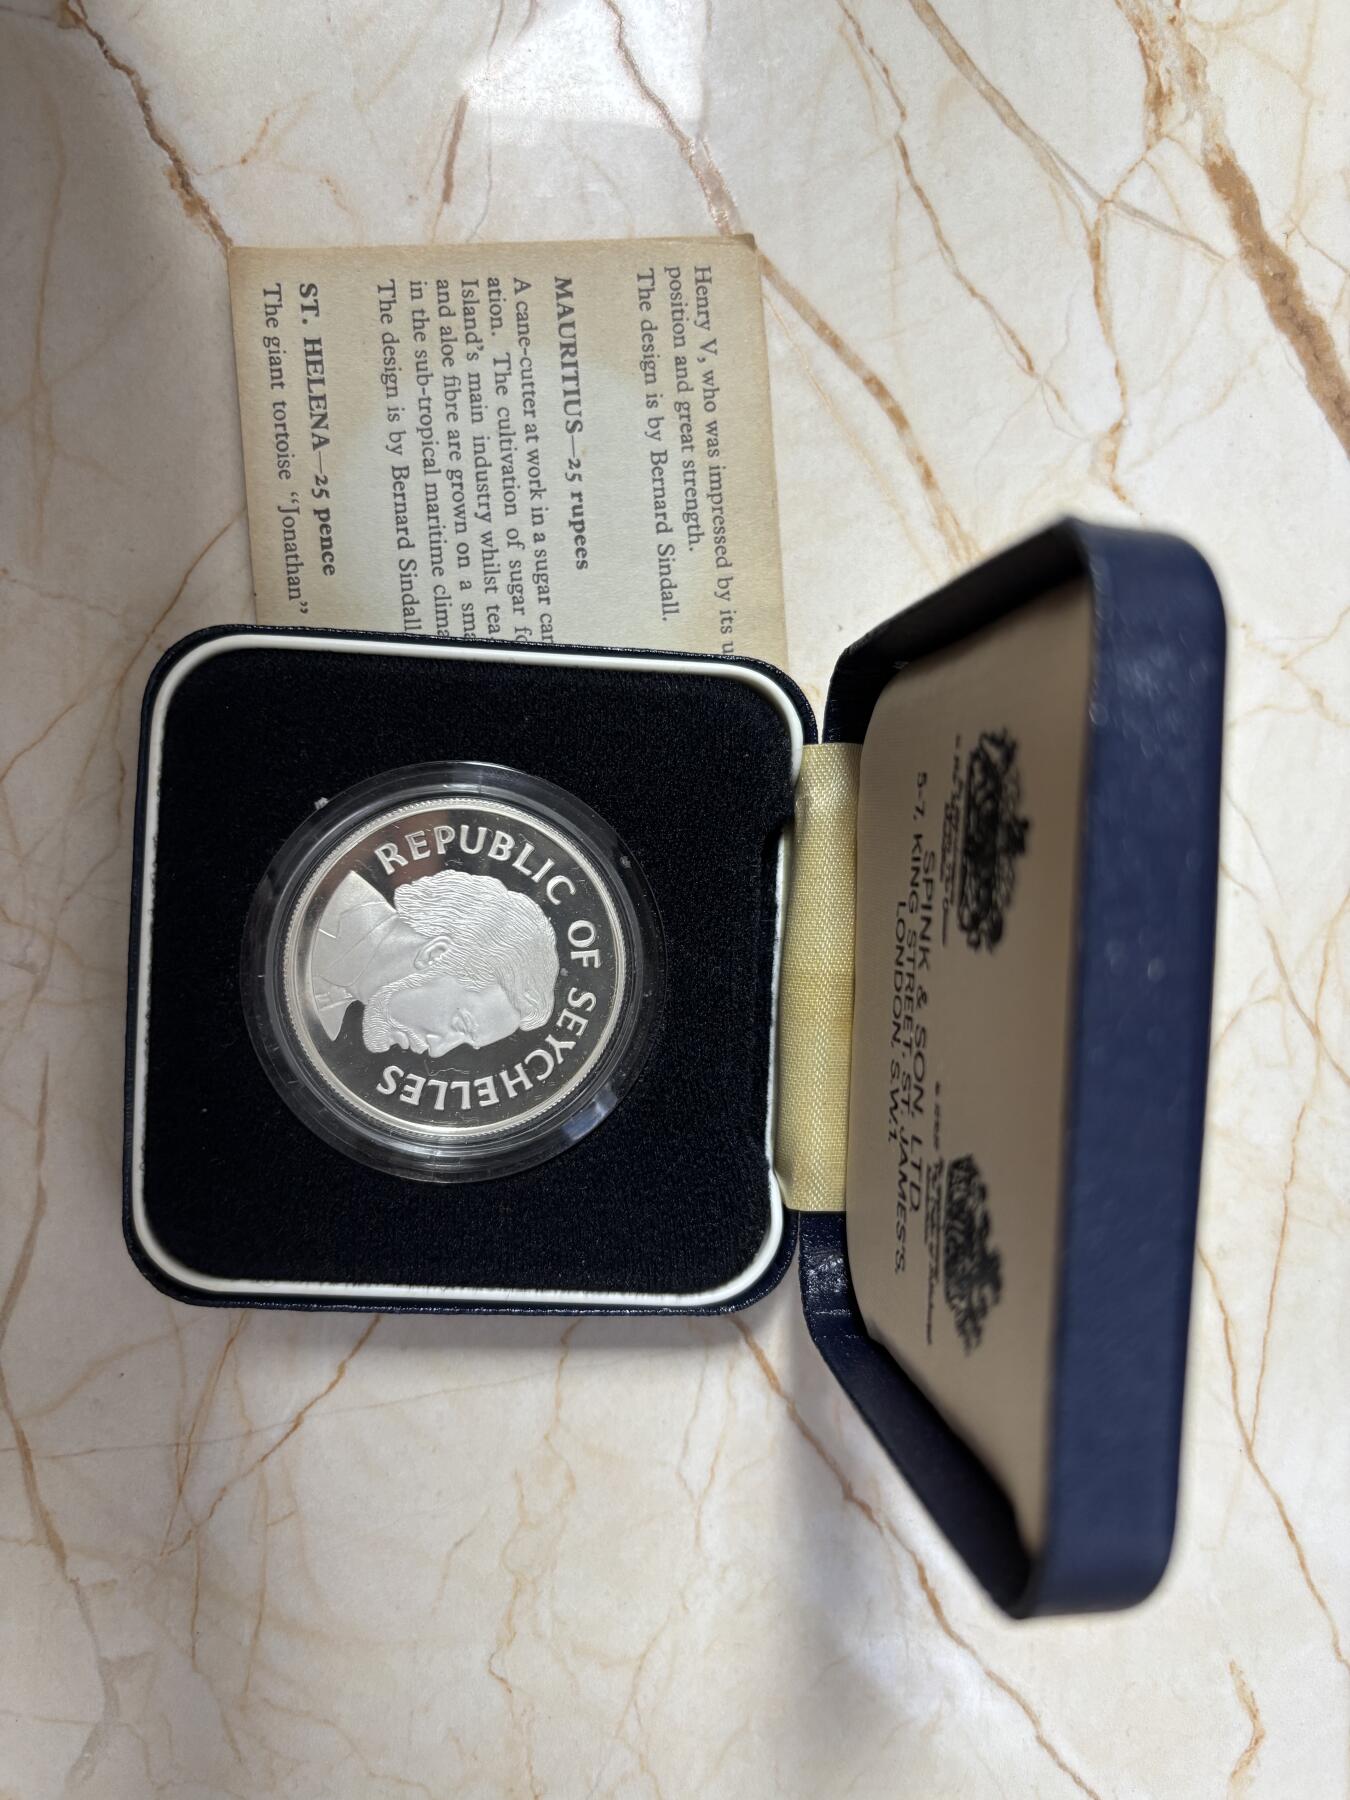 Henry V, who was impressed by its
position and great strength.
The design is by Bernard Sindall.
MAURITIUS—25 rupees
A cane-cutter at work in a sugar
ation. The cultivation of sugar
Island's main industry whilst tea
and aloe fibre are grown on a
in the sub-tropical maritime
The design is by Bernard Sindall
ST. HELENA—25 pence
The giant tortoise “Jonathan”
REPUBLIC OF SEYCHELLES
SPINK & SON, LTD.
5-7, KING STREET, ST. JAMES'S,
LONDON, S.W.1.